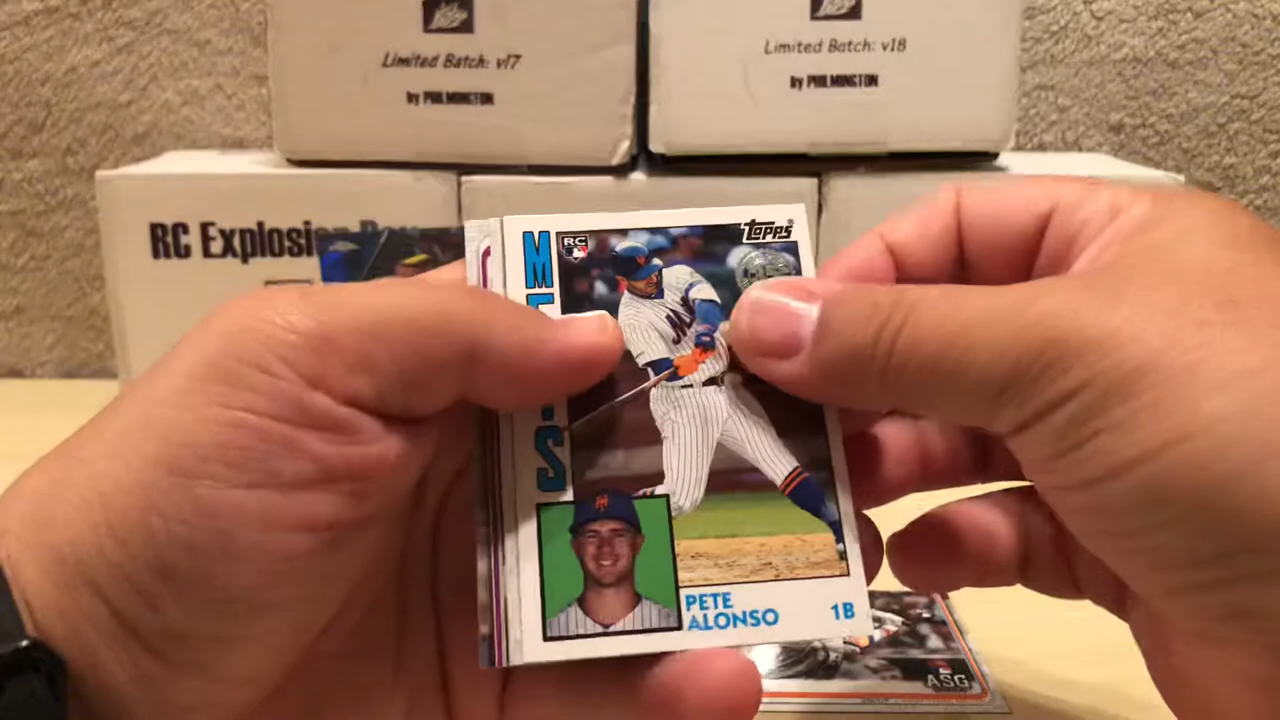 Limited Batch: v17
by PHILMINGTON
Limited Batch: v18
by PHILMINGTON
RC Explosion
RC
Topps
PETE
ALONSO
1B
ASG